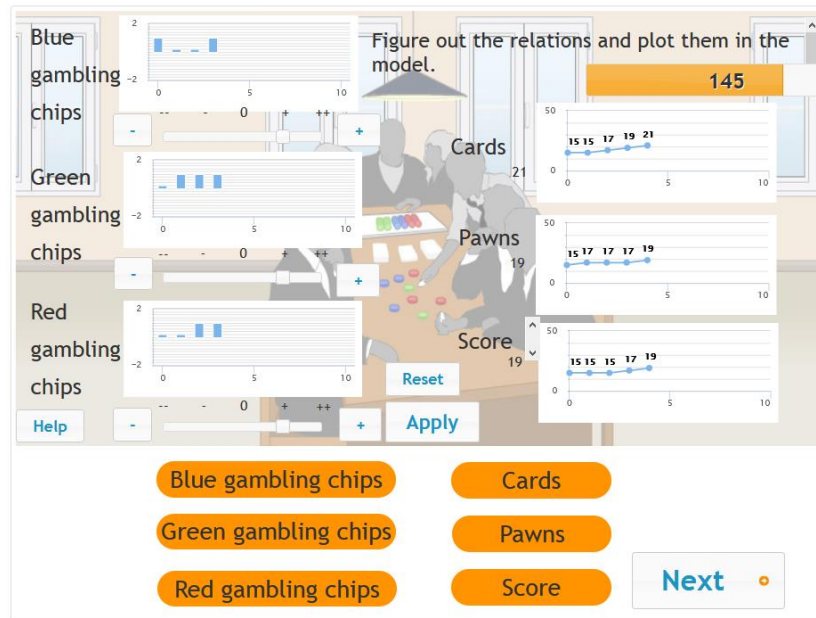 Figure out the relations and plot them in the
model.
145
Blue
gambling
chips
2
-2
0 5 10
-- - 0 + ++
- +
Green
gambling
chips
2
-2
0 5 10
-- - 0 + ++
- +
Red
gambling
chips
2
-2
0 5 10
-- - 0 + ++
- +
Cards
21
50
15 15 17 19 21
0
0 5 10
Pawns
19
50
15 17 17 17 19
0
0 5 10
Score
19
50
15 15 15 17 19
0
0 5 10
Reset
Help
Apply
Blue gambling chips
Cards
Green gambling chips
Pawns
Red gambling chips
Score
Next